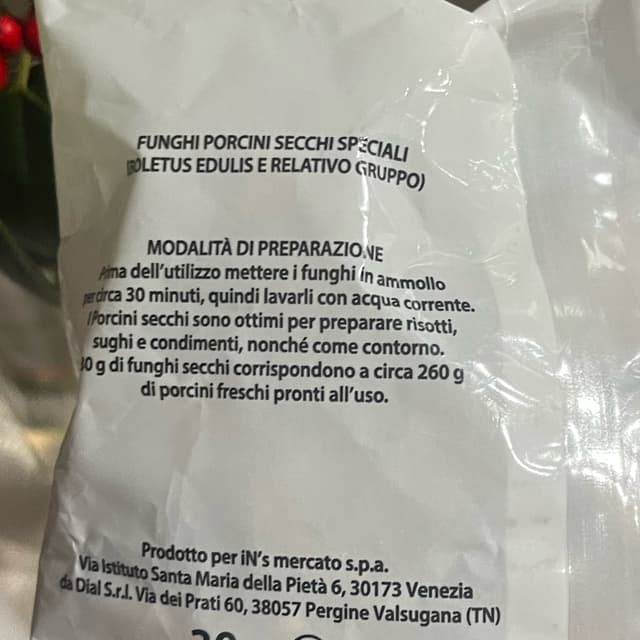 FUNGHI PORCINI SECCHI SPECIALI
(BOLETUS EDULIS E RELATIVO GRUPPO)
MODALITÀ DI PREPARAZIONE
Prima dell'utilizzo mettere i funghi in ammollo
per circa 30 minuti, quindi lavarli con acqua corrente.
I Porcini secchi sono ottimi per preparare risotti,
sughi e condimenti, nonché come contorno.
g di funghi secchi corrispondono a circa 260 g
di porcini freschi pronti all'uso.
Prodotto per iN's mercato s.p.a.
Via Istituto Santa Maria della Pietà 6, 30173 Venezia
da Dial S.r.l. Via dei Prati 60, 38057 Pergine Valsugana (TN)